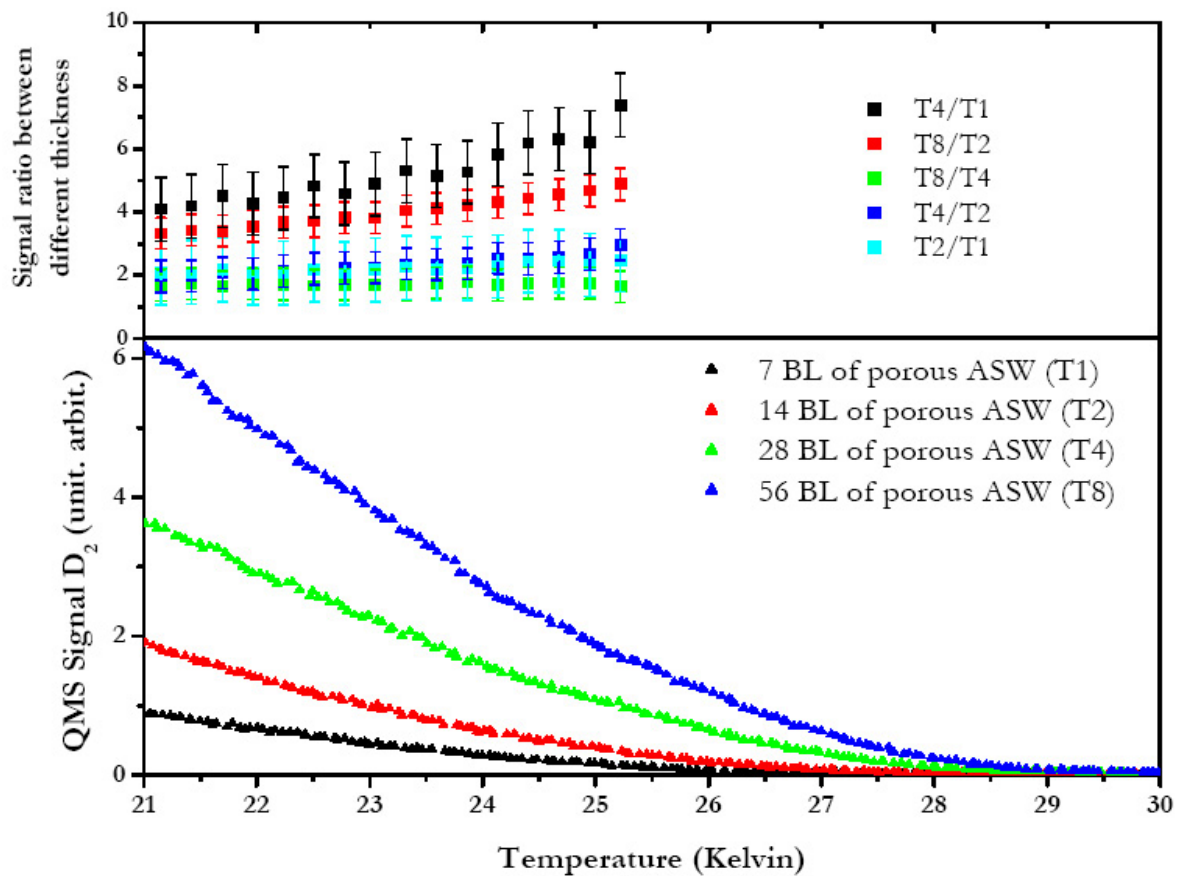 Signal ratio between
different thickness
10
8
6
4
2
0
T4/T1
T8/T2
T8/T4
T4/T2
T2/T1
QMS Signal D₂ (unit. arbit.)
6
4
2
0
7 BL of porous ASW (T1)
14 BL of porous ASW (T2)
28 BL of porous ASW (T4)
56 BL of porous ASW (T8)
21 22 23 24 25 26 27 28 29 30
Temperature (Kelvin)